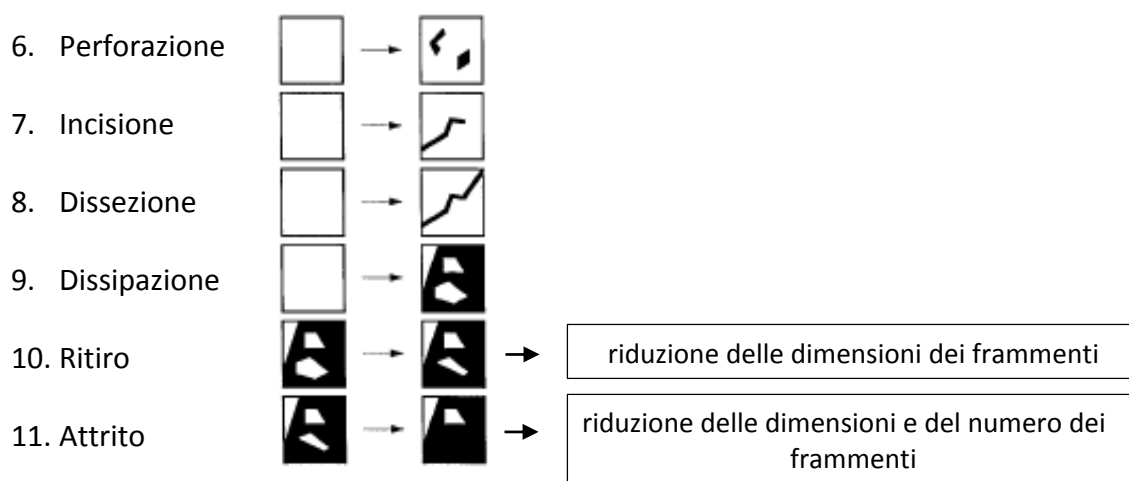 6. Perforazione
7. Incisione
8. Dissezione
9. Dissipazione
10. Ritiro
riduzione delle dimensioni dei frammenti
11. Attrito
riduzione delle dimensioni e del numero dei
frammenti